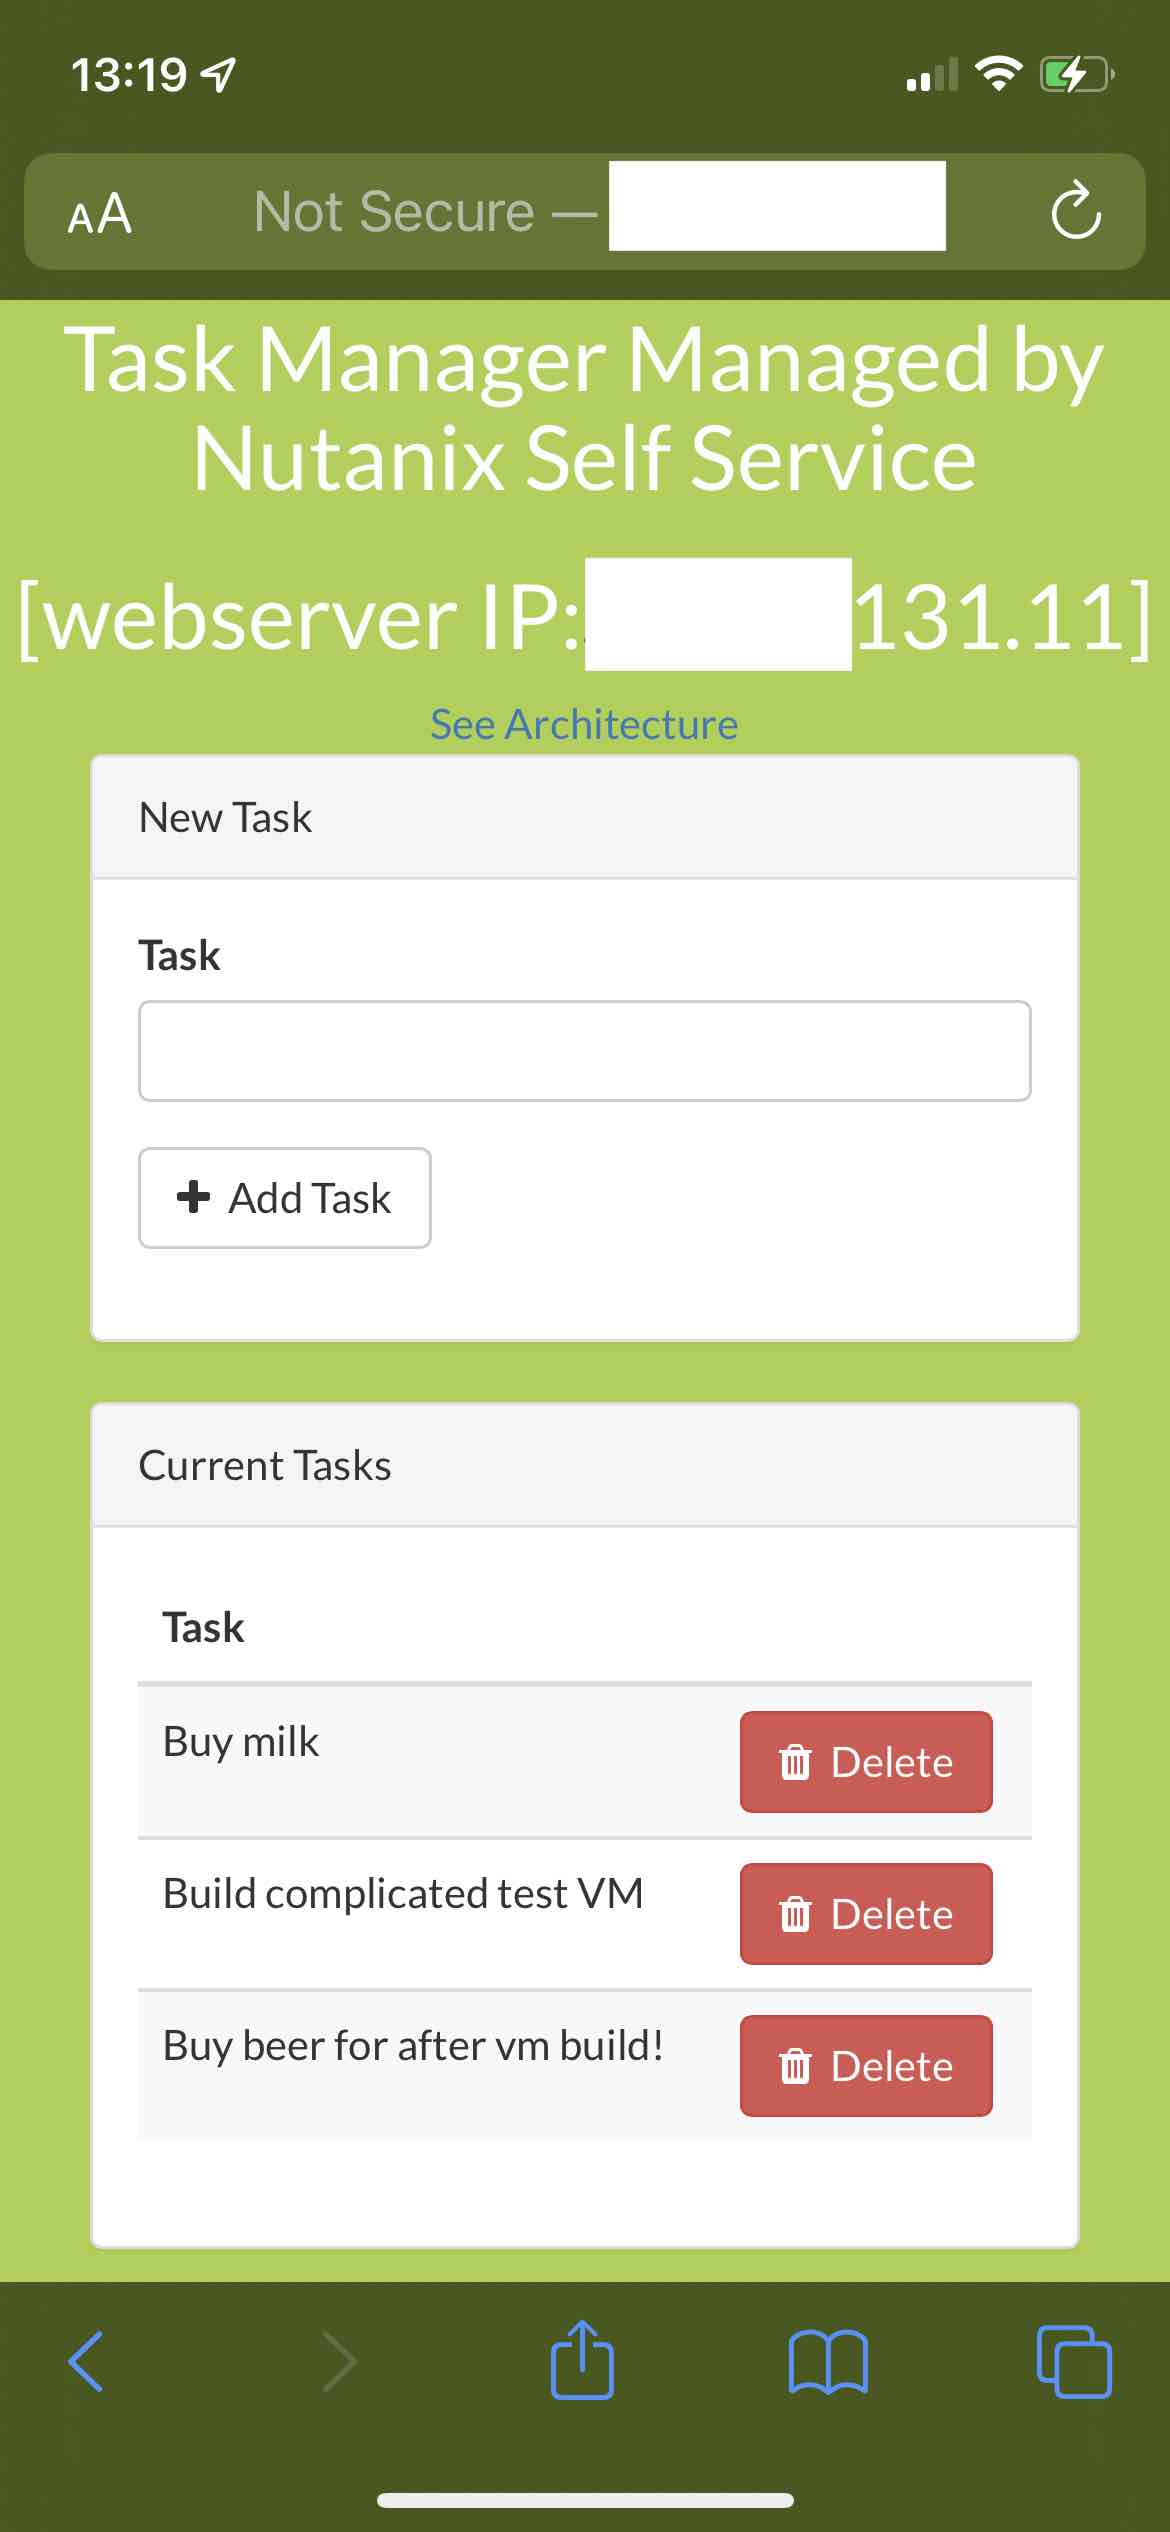 13:19
AA Not Secure —
Task Manager Managed by
Nutanix Self Service
[webserver IP: 131.11]
See Architecture
New Task
Task
Add Task
Current Tasks
Task
Buy milk
Delete
Build complicated test VM
Delete
Buy beer for after vm build!
Delete